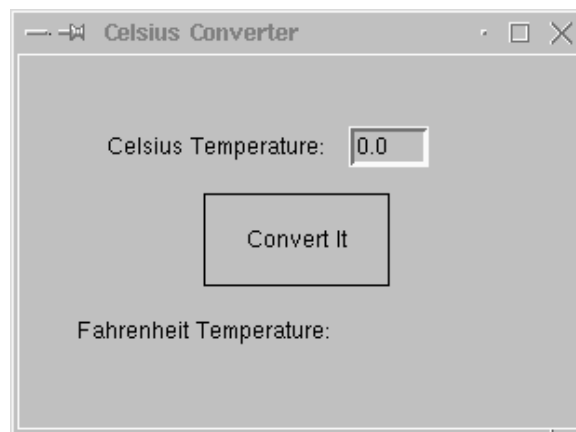 Celsius Converter
Celsius Temperature: 0.0
Convert It
Fahrenheit Temperature: